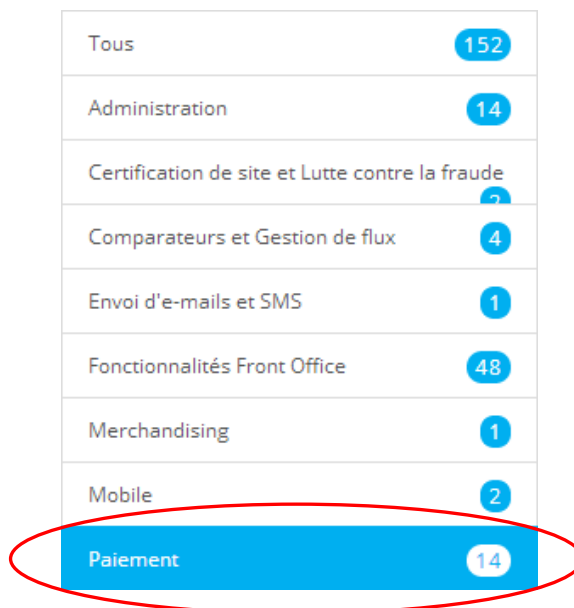 Tous 152
Administration 14
Certification de site et Lutte contre la fraude
2
Comparateurs et Gestion de flux 4
Envoi d'e-mails et SMS 1
Fonctionnalités Front Office 48
Merchandising 1
Mobile 2
Paiement 14